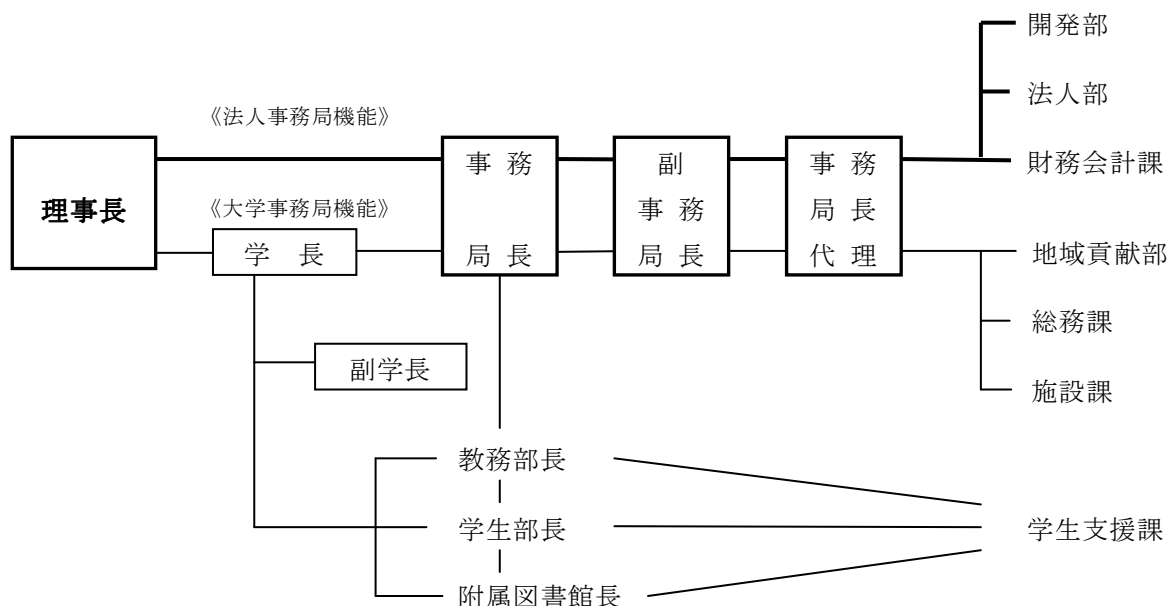 開発部
法人部
《法人事務局機能》
財務会計課
理事長
《大学事務局機能》
学　長
事 務
局 長
副
事 務
局 長
事 務
局 長
代 理
地域貢献部
総務課
副学長
施設課
教務部長
学生部長
学生支援課
附属図書館長